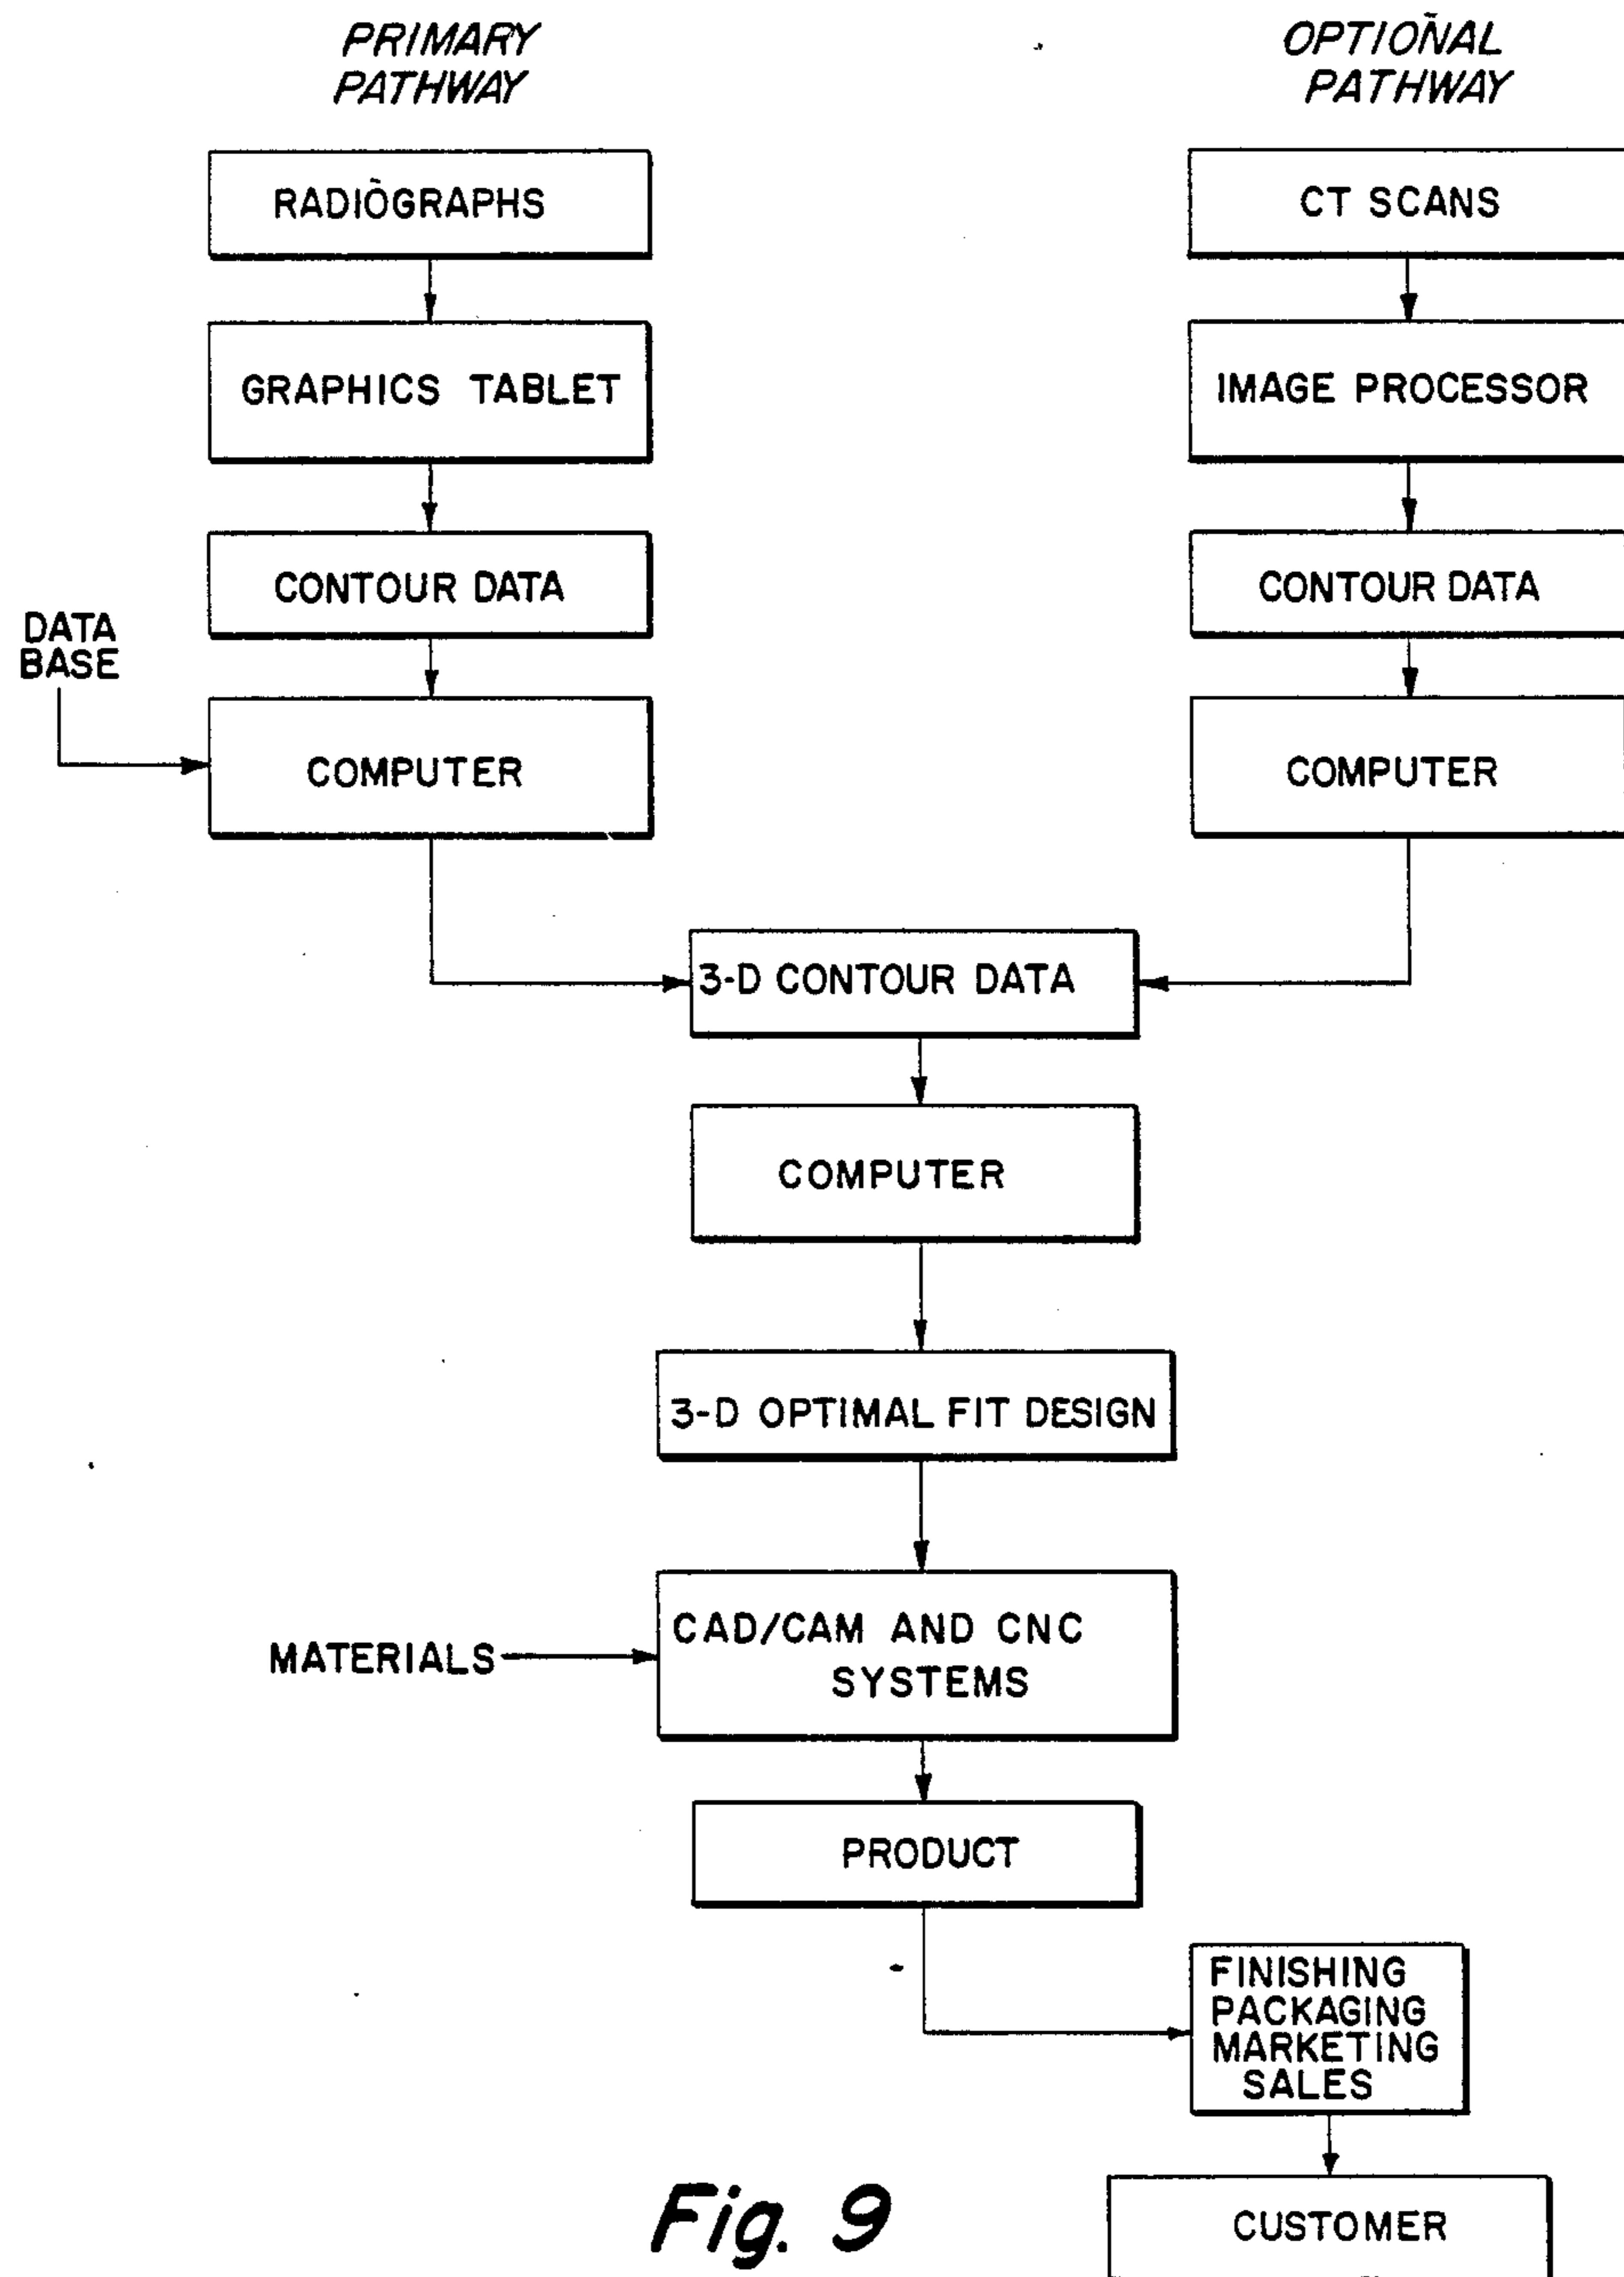 PRIMARY
PATHWAY
OPTIONAL
PATHWAY
RADIOGRAPHS
CT SCANS
GRAPHICS TABLET
IMAGE PROCESSOR
CONTOUR DATA
CONTOUR DATA
DATA
BASE
COMPUTER
COMPUTER
3-D CONTOUR DATA
COMPUTER
3-D OPTIMAL FIT DESIGN
MATERIALS
CAD/CAM AND CNC
SYSTEMS
PRODUCT
FINISHING
PACKAGING
MARKETING
SALES
CUSTOMER
Fig. 9